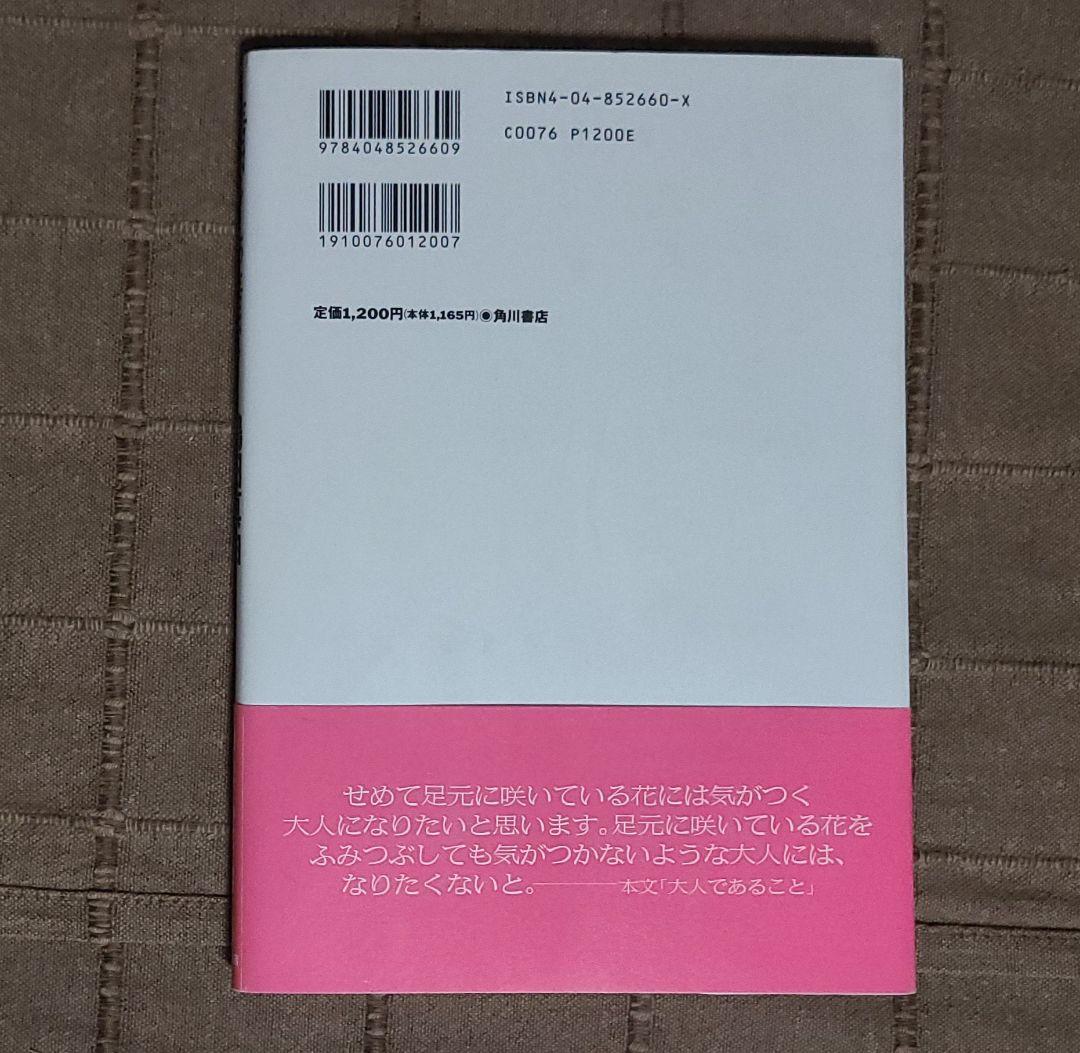 ISBN4-04-852660-X
C0076 P1200E
9784048526609
1910076012007
定価1,200円(本体1,165円)◉角川書店
せめて足元に咲いている花には気がつく
大人になりたいと思います。足元に咲いている花を
ふみつぶしても気がつかないような大人には、
なりたくないと。――――本文「大人であること」